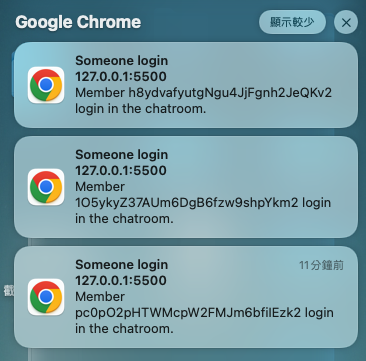 Google Chrome
顯示較少
Someone login
127.0.0.1:5500
Member h8ydvafyutgNgu4JjFgnh2JeQKv2
login in the chatroom.
Someone login
127.0.0.1:5500
Member
1O5ykyZ37AUm6DgB6fzw9shpYkm2 login
in the chatroom.
Someone login
11分鐘前
127.0.0.1:5500
Member
pc0pO2pHTWMcpW2FMJm6bfiIEzk2 login
in the chatroom.
截